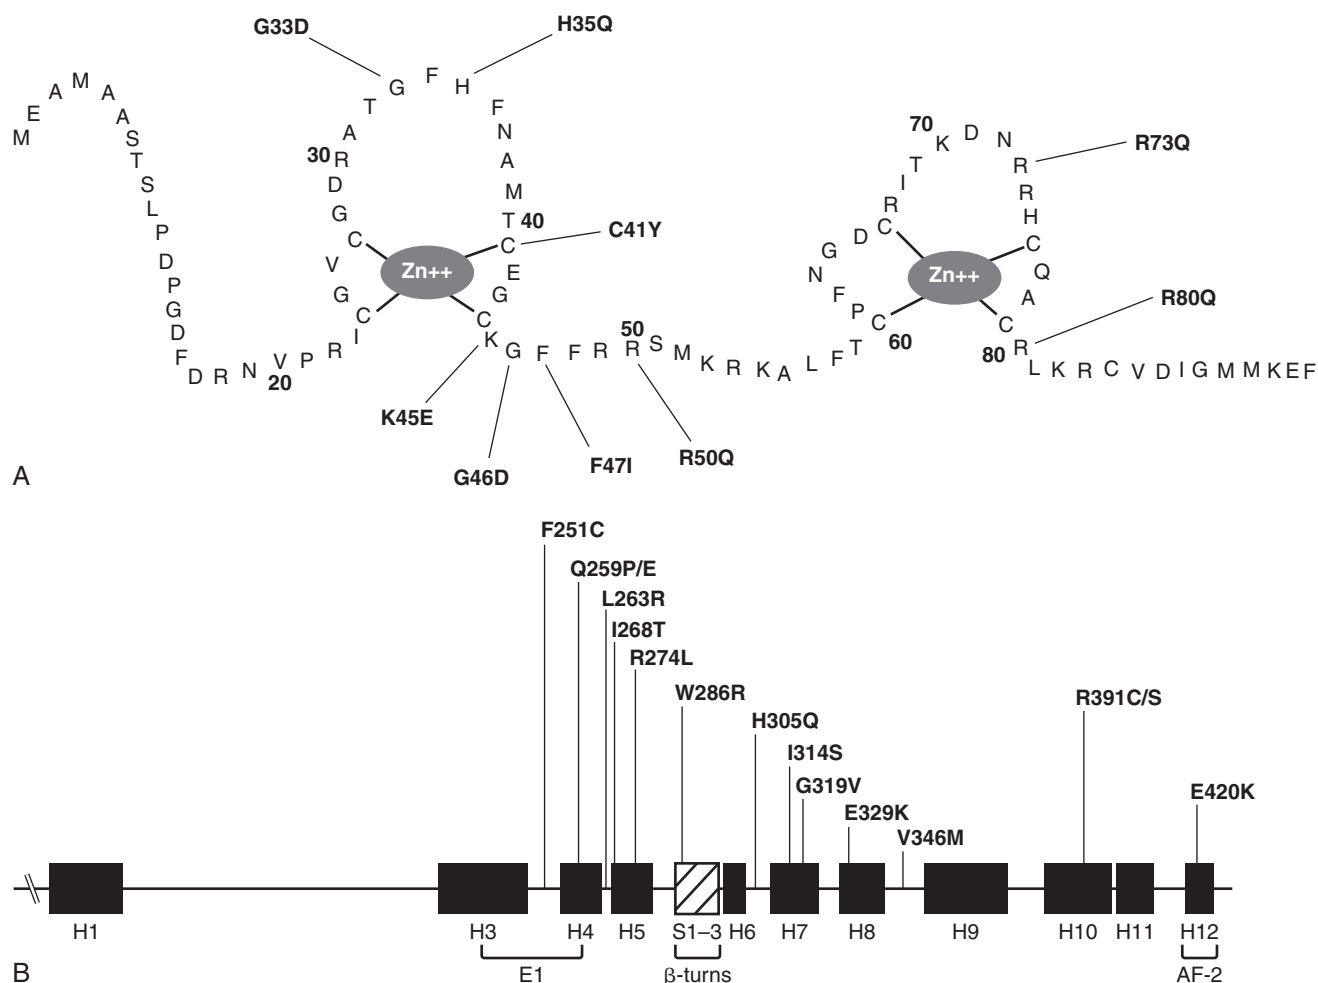 G33D
H35Q
M E A M A A S T S L P D P G D F D R N V P R I C G V C G D R A T G F H F N A M T C E G C K G F F R R S M K R K A L F T C P F N G D C R I T K D N R R H C Q A C R L K R C V D I G M M K E F
20
30
40
50
60
70
80
Zn++
Zn++
R73Q
C41Y
R80Q
K45E
G46D
F47I
R50Q
A
F251C
Q259P/E
L263R
I268T
R274L
W286R
H305Q
I314S
G319V
E329K
V346M
R391C/S
E420K
H1 H3 H4 H5 S1–3 H6 H7 H8 H9 H10 H11 H12
E1 β-turns AF-2
B